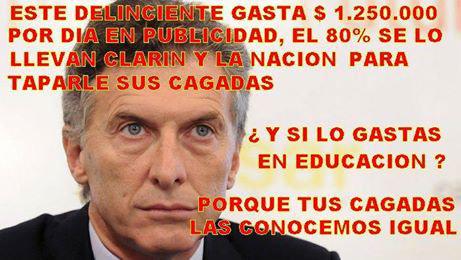 ESTE DELINCIENTE GASTA $ 1.250.000
POR DIA EN PUBLICIDAD, EL 80% SE LO
LLEVAN CLARIN Y LA NACION PARA
TAPARLE SUS CAGADAS
¿ Y SI LO GASTAS
EN EDUCACION ?
PORQUE TUS CAGADAS
LAS CONOCEMOS IGUAL